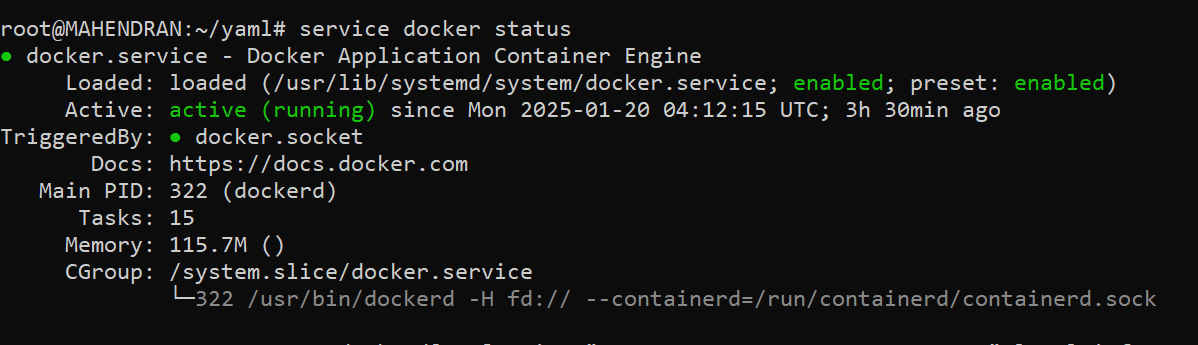 root@MAHENDRAN:~/yaml# service docker status
● docker.service - Docker Application Container Engine
Loaded: loaded (/usr/lib/systemd/system/docker.service; enabled; preset: enabled)
Active: active (running) since Mon 2025-01-20 04:12:15 UTC; 3h 30min ago
TriggeredBy: ● docker.socket
Docs: https://docs.docker.com
Main PID: 322 (dockerd)
Tasks: 15
Memory: 115.7M ()
CGroup: /system.slice/docker.service
└─322 /usr/bin/dockerd -H fd:// --containerd=/run/containerd/containerd.sock